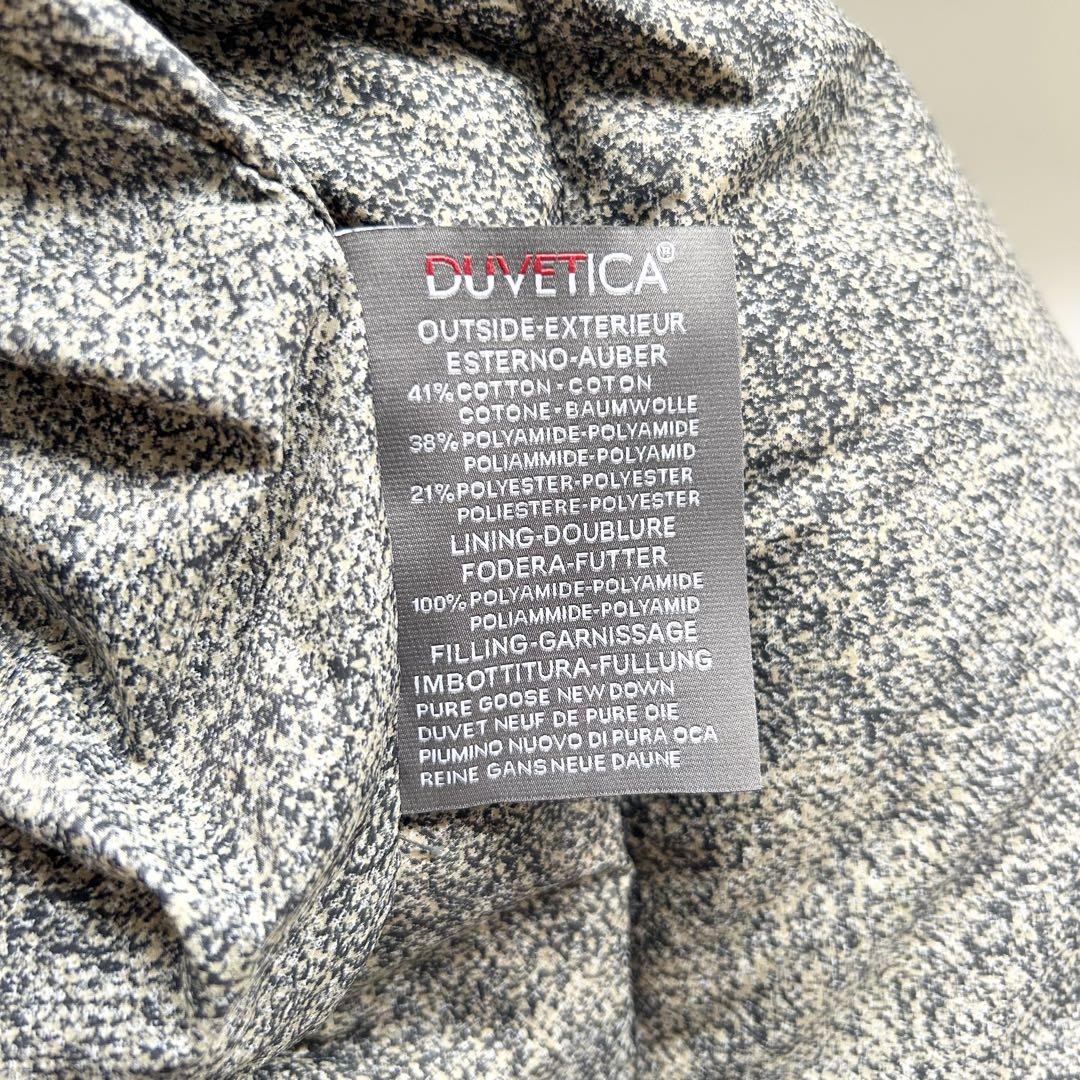 DUVETICA®
OUTSIDE-EXTERIEUR
ESTERNO-AUBER
41% COTTON-COTON
COTONE-BAUMWOLLE
38% POLYAMIDE-POLYAMIDE
POLIAMMIDE-POLYAMID
21% POLYESTER-POLYESTER
POLIESTERE-POLYESTER
LINING-DOUBLURE
FODERA-FUTTER
100% POLYAMIDE-POLYAMIDE
POLIAMMIDE-POLYAMID
FILLING-GARNISSAGE
IMBOTTITURA-FULLUNG
PURE GOOSE NEW DOWN
DUVET NEUF DE PURE OIE
PIUMINO NUOVO DI PURA OCA
REINE GANS NEUE DAUNE